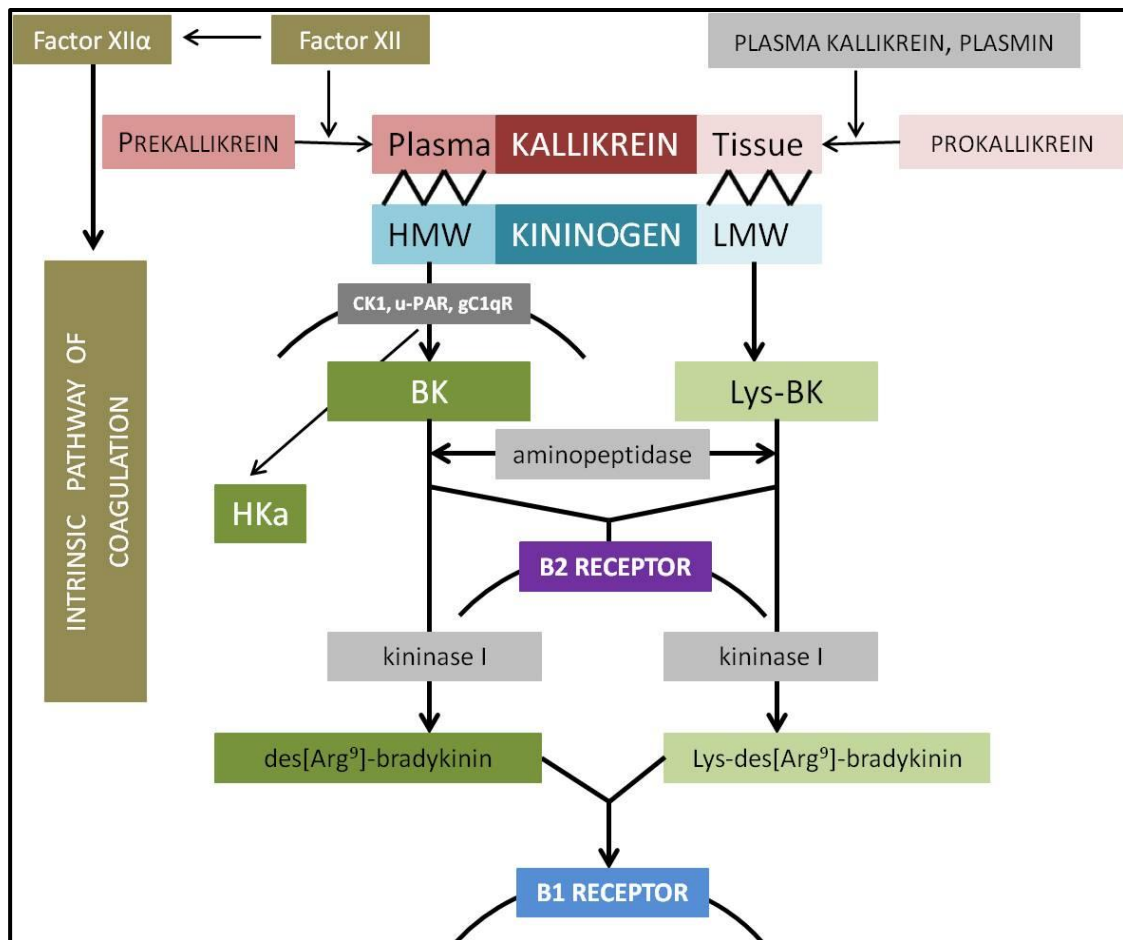 Factor XIIα
Factor XII
PLASMA KALLIKREIN, PLASMIN
PREKALLIKREIN
Plasma
KALLIKREIN
Tissue
PROKALLIKREIN
HMW
KININOGEN
LMW
CK1, u-PAR, gC1qR
BK
Lys-BK
aminopeptidase
HKa
INTRINSIC PATHWAY OF
COAGULATION
B2 RECEPTOR
kininase I
kininase I
des[Arg⁹]-bradykinin
Lys-des[Arg⁹]-bradykinin
B1 RECEPTOR